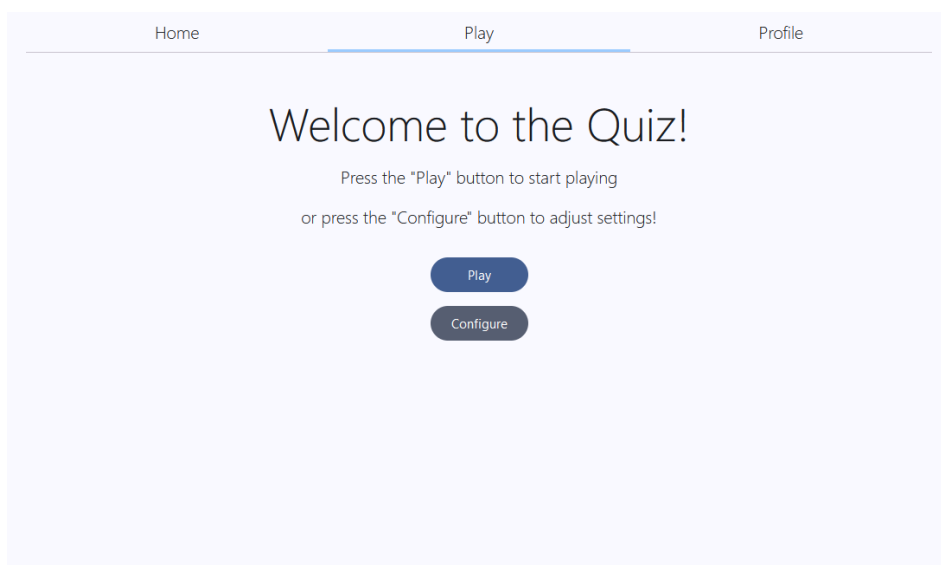 Home Play Profile
Welcome to the Quiz!
Press the "Play" button to start playing
or press the "Configure" button to adjust settings!
Play
Configure